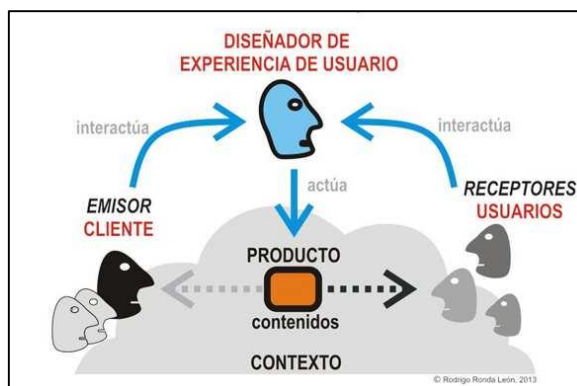 DISEÑADOR DE
EXPERIENCIA DE USUARIO
interactúa
interactúa
actúa
EMISOR
CLIENTE
RECEPTORES
USUARIOS
PRODUCTO
contenidos
CONTEXTO
© Rodrigo Ronda León, 2013